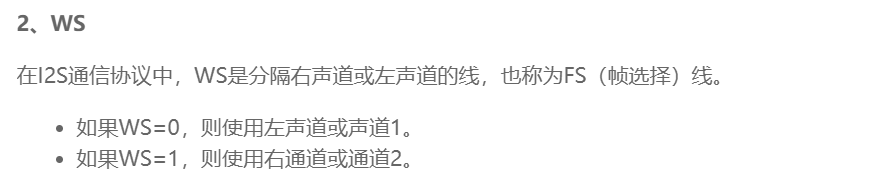 2、WS
在I2S通信协议中，WS是分隔右声道或左声道的线，也称为FS（帧选择）线。
• 如果WS=0，则使用左声道或声道1。
• 如果WS=1，则使用右通道或通道2。